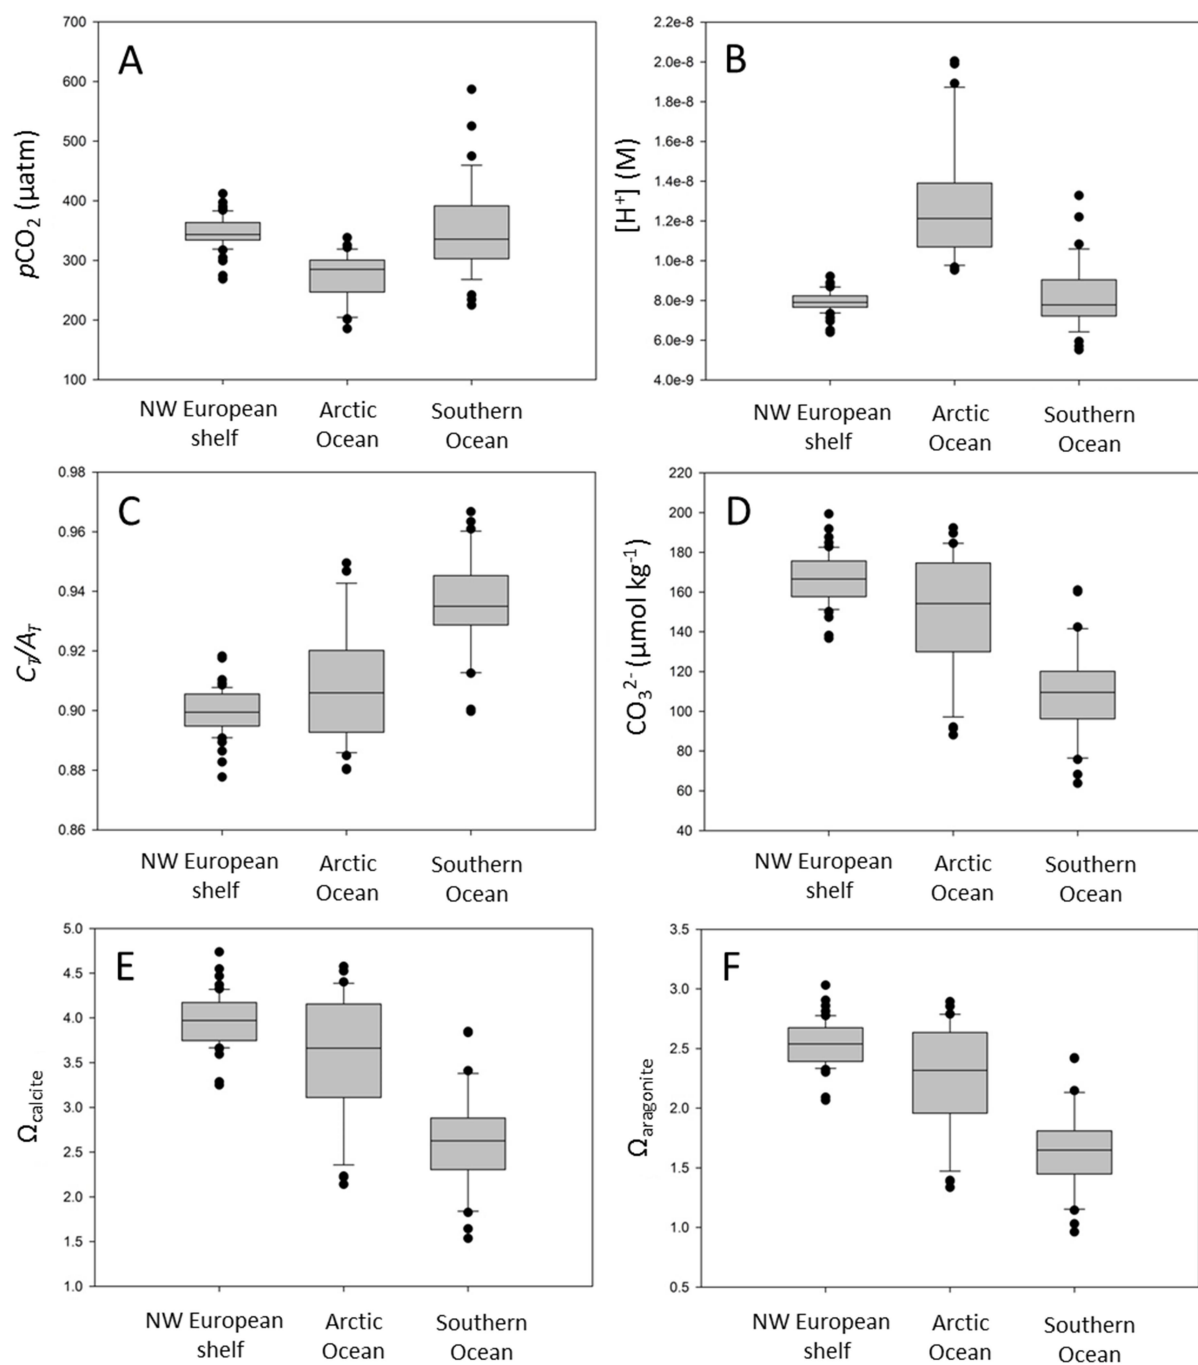 A
pCO₂ (µatm)
700
600
500
400
300
200
100
NW European
shelf
Arctic
Ocean
Southern
Ocean
B
[H⁺] (M)
2.2e-8
2.0e-8
1.8e-8
1.6e-8
1.4e-8
1.2e-8
1.0e-8
8.0e-9
6.0e-9
4.0e-9
NW European
shelf
Arctic
Ocean
Southern
Ocean
C
C_T/A_T
0.98
0.96
0.94
0.92
0.90
0.88
0.86
NW European
shelf
Arctic
Ocean
Southern
Ocean
D
CO₃²⁻ (µmol kg⁻¹)
220
200
180
160
140
120
100
80
60
40
NW European
shelf
Arctic
Ocean
Southern
Ocean
E
Ωcalcite
5.0
4.5
4.0
3.5
3.0
2.5
2.0
1.5
1.0
NW European
shelf
Arctic
Ocean
Southern
Ocean
F
Ωaragonite
3.5
3.0
2.5
2.0
1.5
1.0
0.5
NW European
shelf
Arctic
Ocean
Southern
Ocean